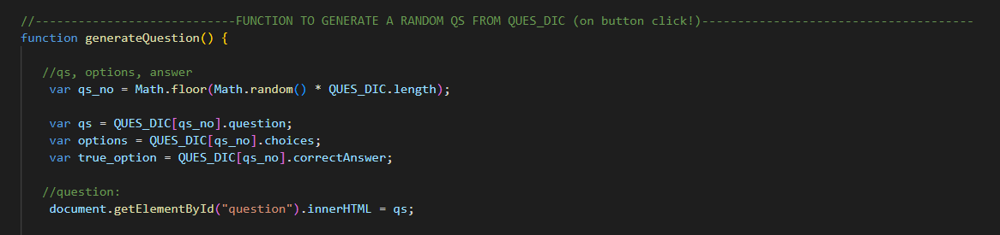 //----------------------------FUNCTION TO GENERATE A RANDOM QS FROM QUES_DIC (on button click!)--------------------------------------
function generateQuestion() {
//qs, options, answer
var qs_no = Math.floor(Math.random() * QUES_DIC.length);
var qs = QUES_DIC[qs_no].question;
var options = QUES_DIC[qs_no].choices;
var true_option = QUES_DIC[qs_no].correctAnswer;
//question:
document.getElementById("question").innerHTML = qs;